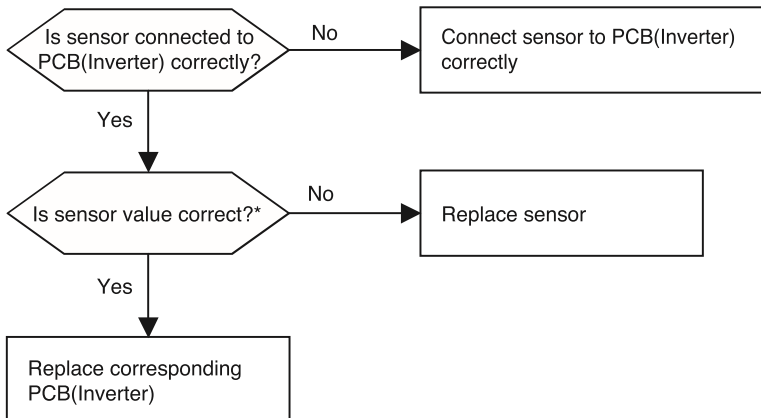 Is sensor connected to
PCB(Inverter) correctly?
No
Connect sensor to PCB(Inverter)
correctly
Yes
Is sensor value correct?*
No
Replace sensor
Yes
Replace corresponding
PCB(Inverter)